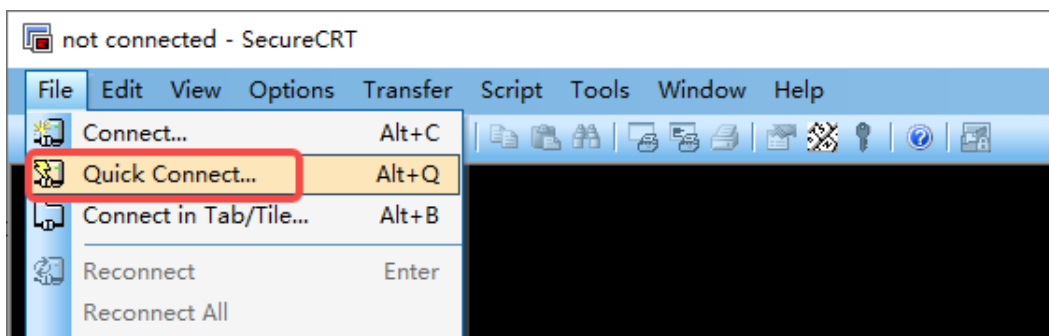 not connected - SecureCRT
File Edit View Options Transfer Script Tools Window Help
Connect... Alt+C
Quick Connect... Alt+Q
Connect in Tab/Tile... Alt+B
Reconnect Enter
Reconnect All